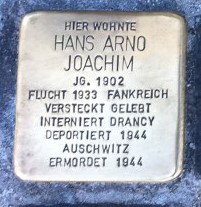 HIER WOHNTE
HANS ARNO
JOACHIM
JG. 1902
FLUCHT 1933 FANKREICH
VERSTECKT GELEBT
INTERNIERT DRANCY
DEPORTIERT 1944
AUSCHWITZ
ERMORDET 1944